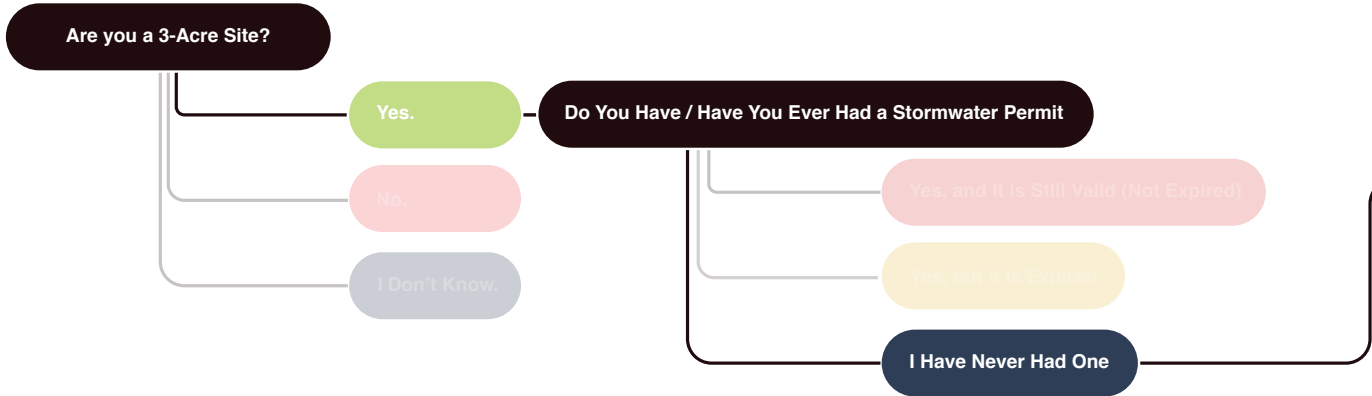 Are you a 3-Acre Site?
Yes.
Do You Have / Have You Ever Had a Stormwater Permit
No.
Yes, and It is Still Valid (Not Expired)
I Don't Know.
Yes, but it is Expired
I Have Never Had One